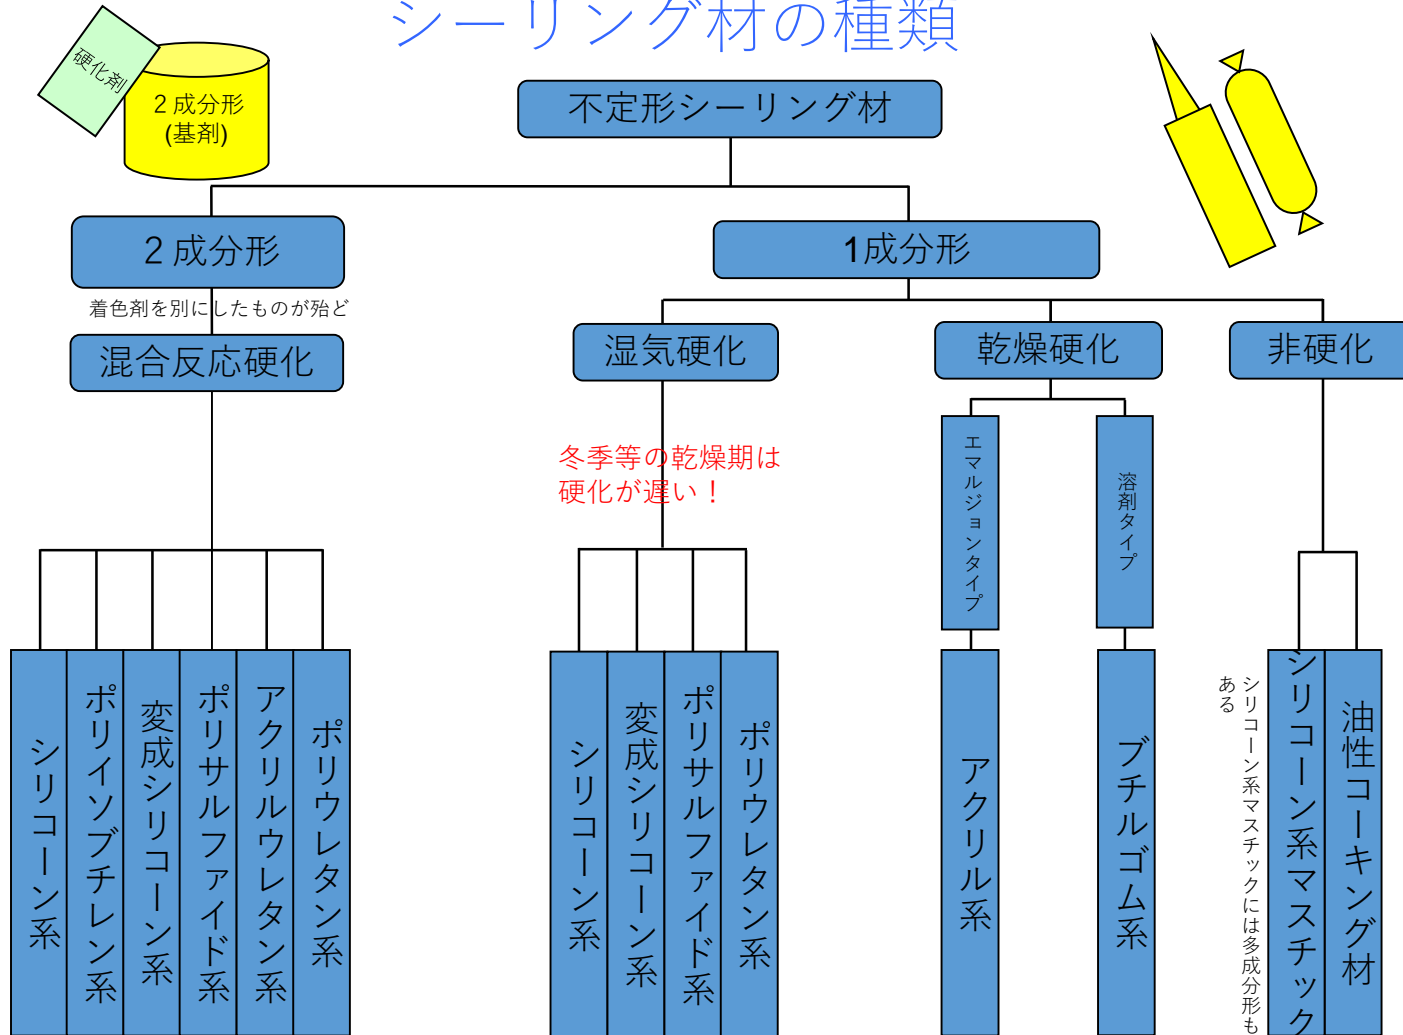 シーリング材の種類
硬化剤
２成分形
(基剤)
不定形シーリング材
２成分形
1成分形
着色剤を別にしたものが殆ど
混合反応硬化
湿気硬化
乾燥硬化
非硬化
冬季等の乾燥期は
硬化が遅い！
エマルジョンタイプ
溶剤タイプ
シリコーン系
ポリイソブチレン系
変成シリコーン系
ポリサルファイド系
アクリルウレタン系
ポリウレタン系
シリコーン系
変成シリコーン系
ポリサルファイド系
ポリウレタン系
アクリル系
ブチルゴム系
シリコーン系マスチックには多成分形も
ある
シリコーン系マスチック
油性コーキング材